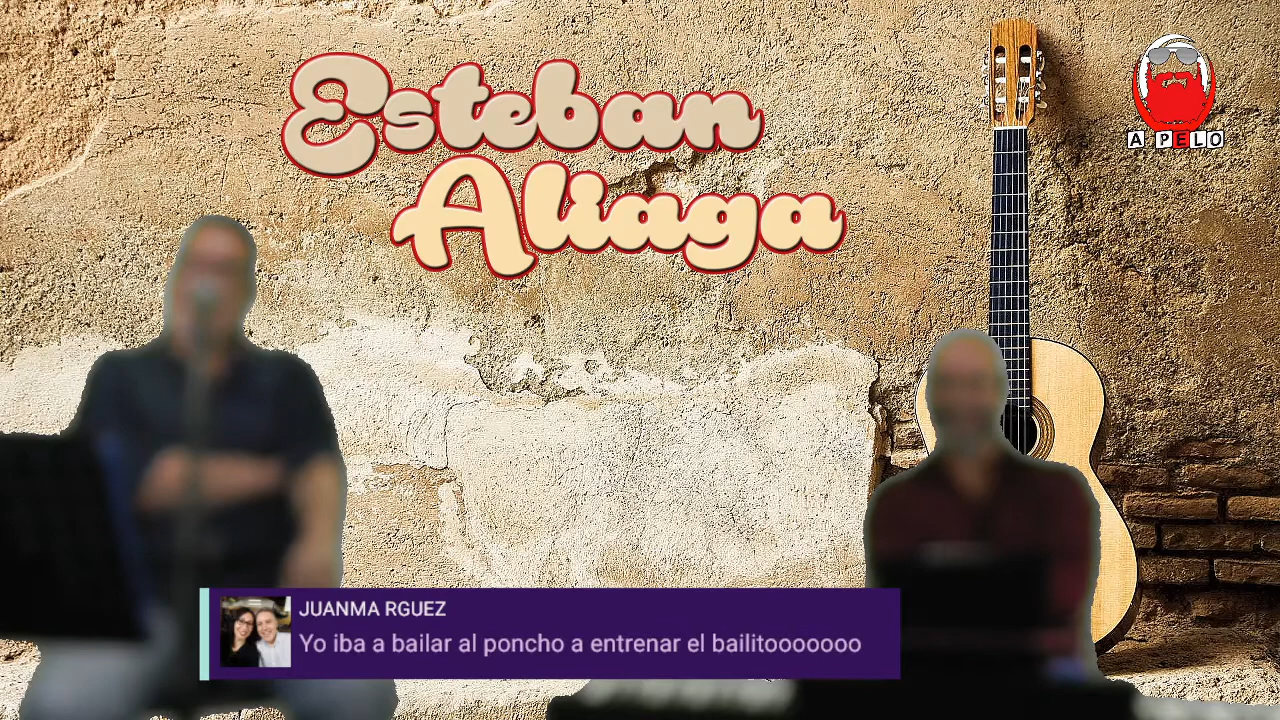 Esteban
Aliaga
A PELO
JUANMA RGUEZ
Yo iba a bailar al poncho a entrenar el bailitooooooo